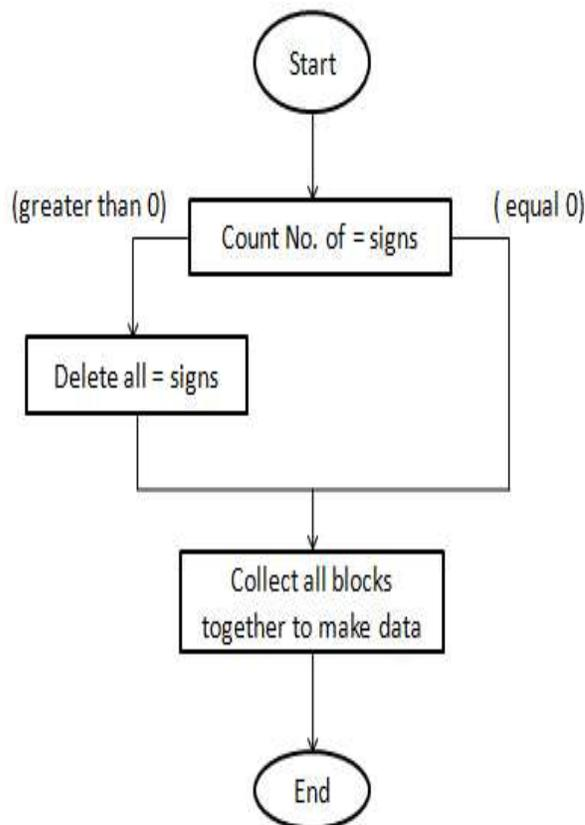 Start
(greater than 0)
( equal 0)
Count No. of = signs
Delete all = signs
Collect all blocks
together to make data
End